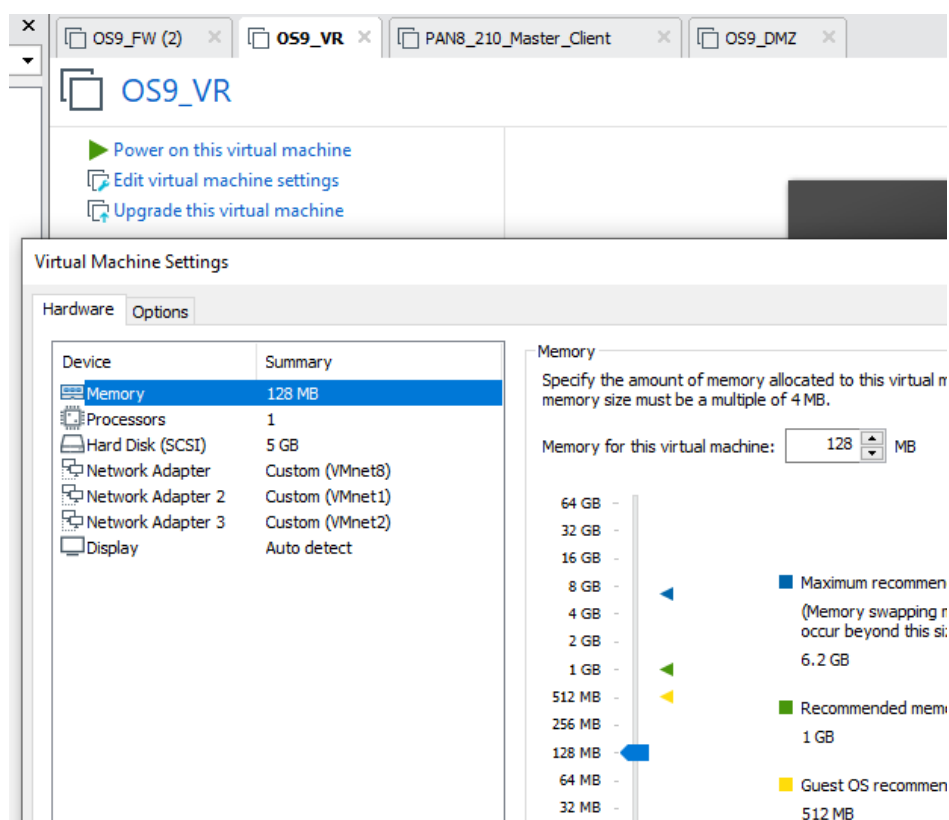 OS9_FW (2)
OS9_VR
PAN8_210_Master_Client
OS9_DMZ
OS9_VR
Power on this virtual machine
Edit virtual machine settings
Upgrade this virtual machine
Virtual Machine Settings
Hardware
Options
Device Summary
Memory 128 MB
Processors 1
Hard Disk (SCSI) 5 GB
Network Adapter Custom (VMnet8)
Network Adapter 2 Custom (VMnet1)
Network Adapter 3 Custom (VMnet2)
Display Auto detect
Memory
Specify the amount of memory allocated to this virtual m
memory size must be a multiple of 4 MB.
Memory for this virtual machine: 128 MB
64 GB
32 GB
16 GB
8 GB
4 GB
2 GB
1 GB
512 MB
256 MB
128 MB
64 MB
32 MB
Maximum recommen
(Memory swapping m
occur beyond this siz
6.2 GB
Recommended memo
1 GB
Guest OS recommen
512 MB